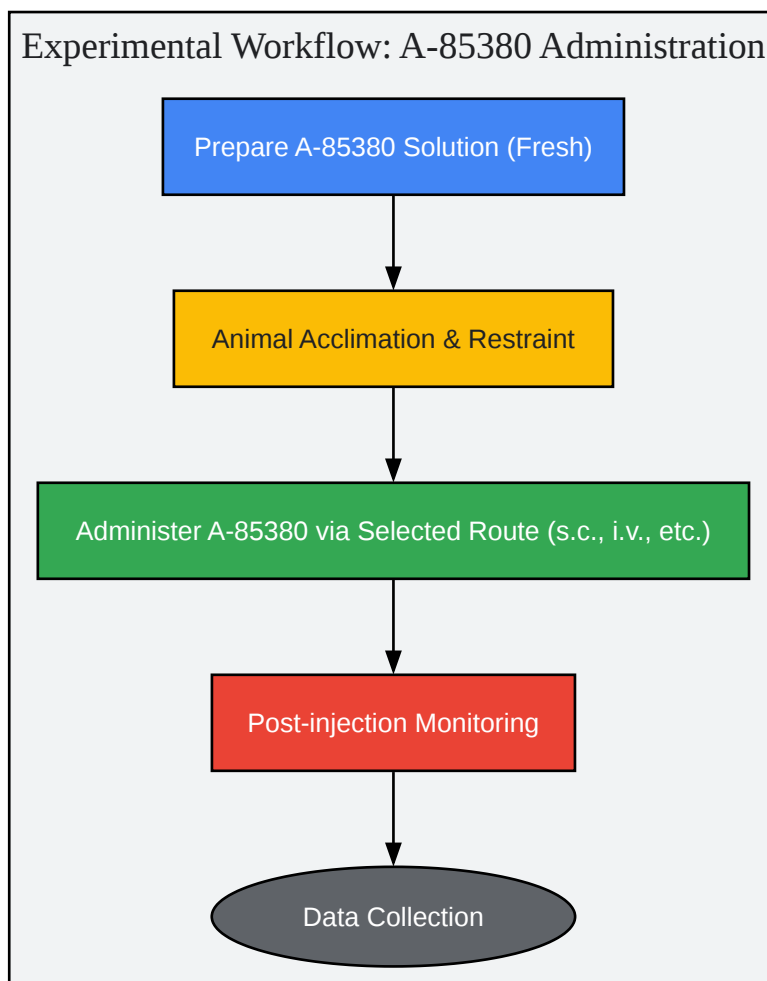 Experimental Workflow: A-85380 Administration
Prepare A-85380 Solution (Fresh)
Animal Acclimation & Restraint
Administer A-85380 via Selected Route (s.c., i.v., etc.)
Post-injection Monitoring
Data Collection